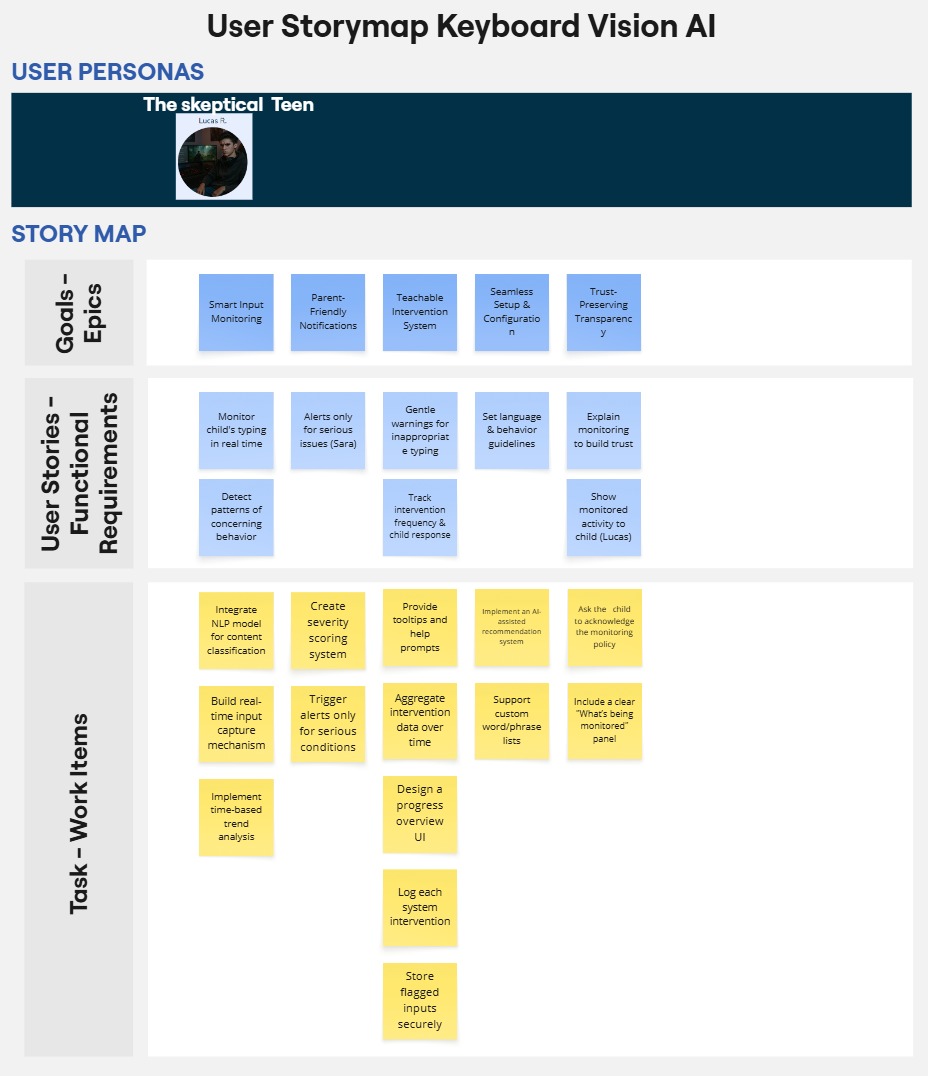 User Storymap Keyboard Vision AI
USER PERSONAS
The skeptical  Teen
Lucas R.
STORY MAP
Goals –
Epics
Smart Input
Monitoring
Parent-
Friendly
Notifications
Teachable
Intervention
System
Seamless
Setup &
Configuratio
n
Trust-
Preserving
Transparenc
y
User Stories –
Functional
Requirements
Monitor
child's typing
in real time
Alerts only
for serious
issues (Sara)
Gentle
warnings for
inappropriat
e typing
Set language
& behavior
guidelines
Explain
monitoring
to build trust
Detect
patterns of
concerning
behavior
Track
intervention
frequency &
child response
Show
monitored
activity to
child (Lucas)
Task – Work Items
Integrate
NLP model
for content
classification
Create
severity
scoring
system
Provide
tooltips and
help
prompts
Implement an AI-
assisted
recommendation
system
Ask the  child
to acknowledge
the monitoring
policy
Build real-
time input
capture
mechanism
Trigger
alerts only
for serious
conditions
Aggregate
intervention
data over
time
Support
custom
word/phrase
lists
Include a clear
“What’s being
monitored”
panel
Implement
time-based
trend
analysis
Design a
progress
overview
UI
Log each
system
intervention
Store
flagged
inputs
securely